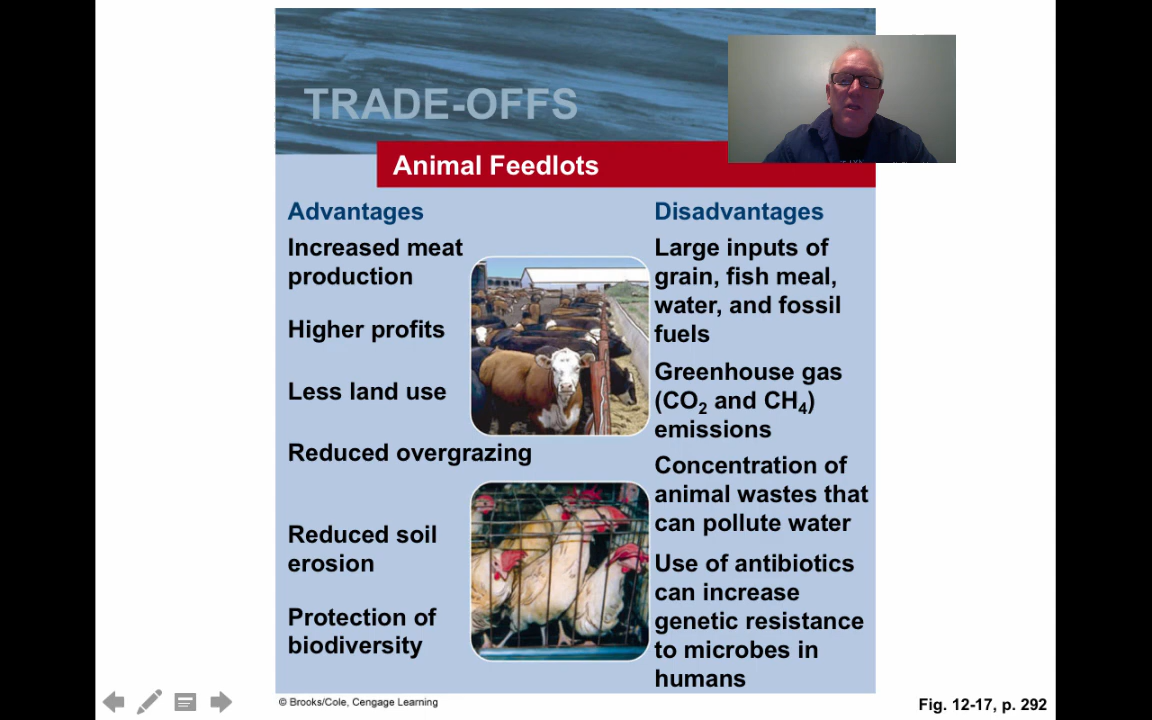 TRADE-OFFS
Animal Feedlots
Advantages
Increased meat
production
Higher profits
Less land use
Reduced overgrazing
Reduced soil
erosion
Protection of
biodiversity
Disadvantages
Large inputs of
grain, fish meal,
water, and fossil
fuels
Greenhouse gas
(CO₂ and CH₄)
emissions
Concentration of
animal wastes that
can pollute water
Use of antibiotics
can increase
genetic resistance
to microbes in
humans
© Brooks/Cole, Cengage Learning
Fig. 12-17, p. 292